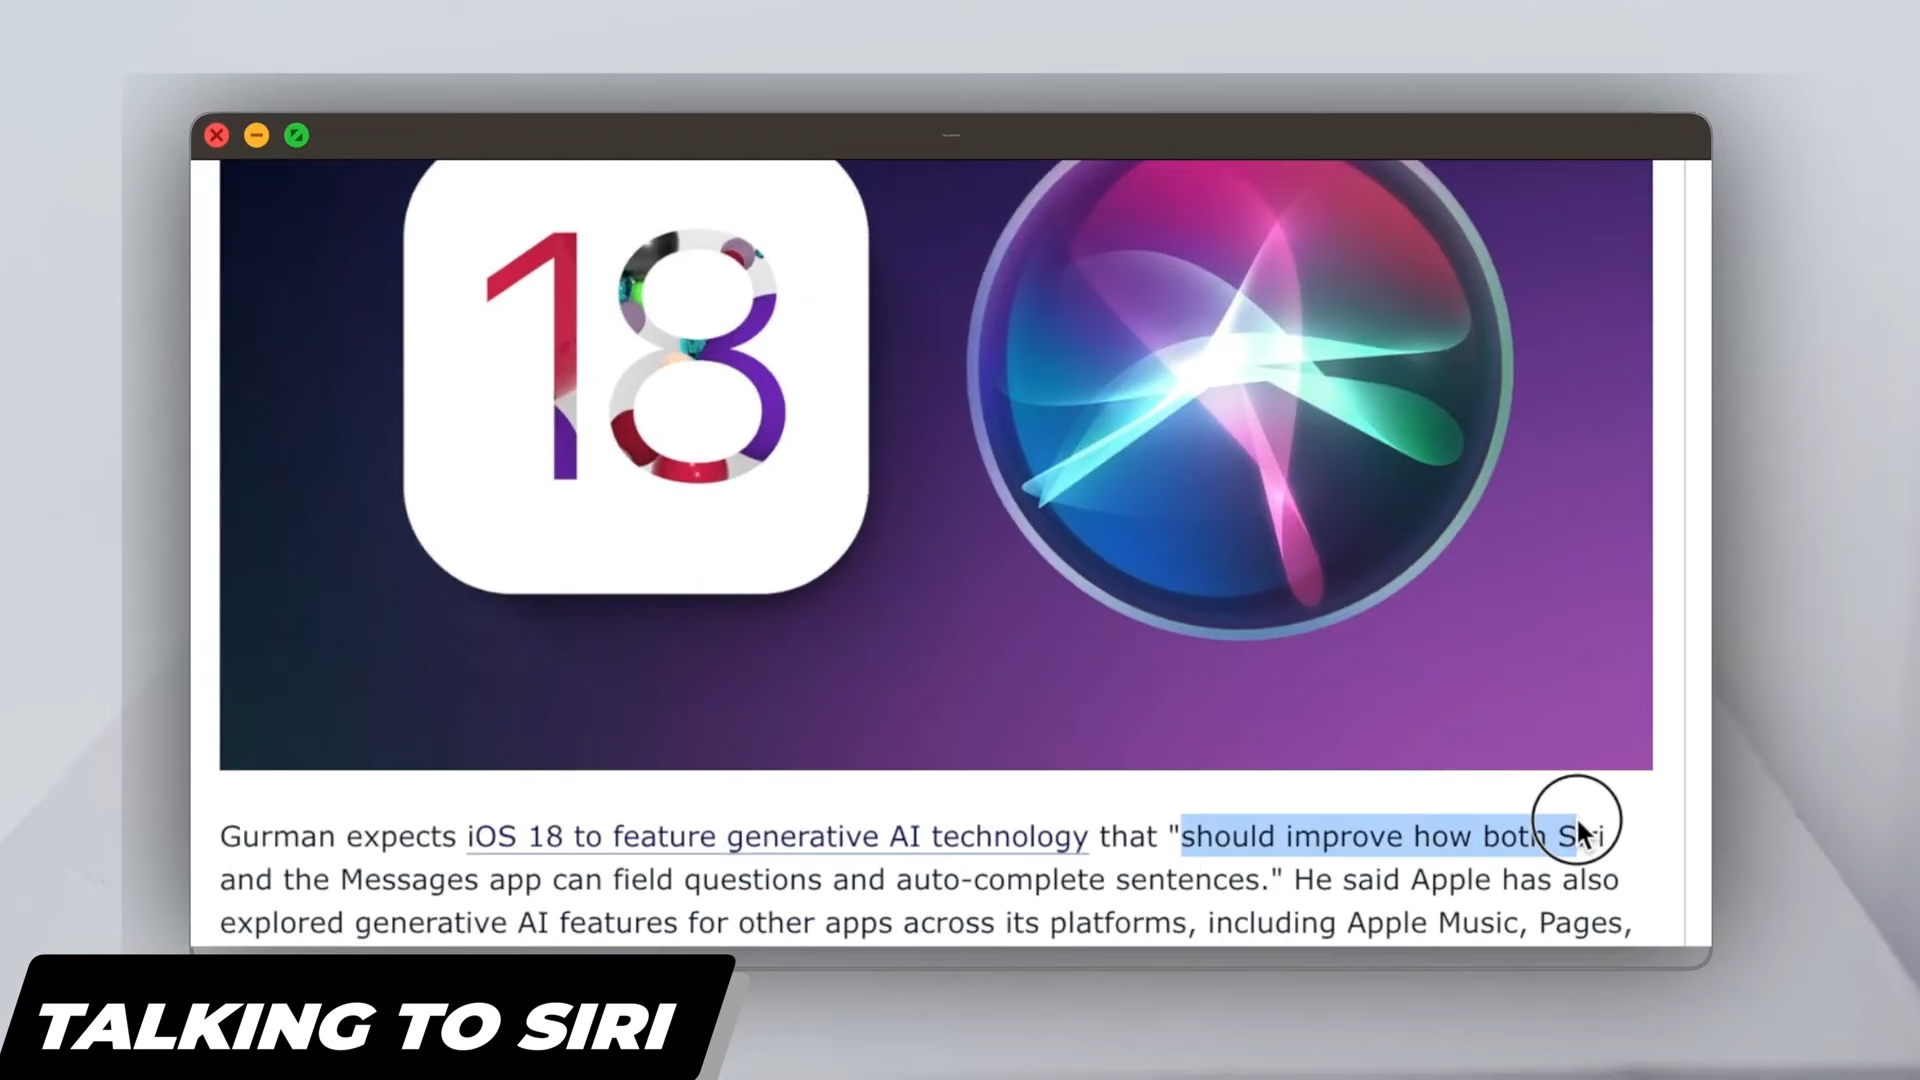 18
Gurman expects iOS 18 to feature generative AI technology that "should improve how both Siri
and the Messages app can field questions and auto-complete sentences." He said Apple has also
explored generative AI features for other apps across its platforms, including Apple Music, Pages,
TALKING TO SIRI